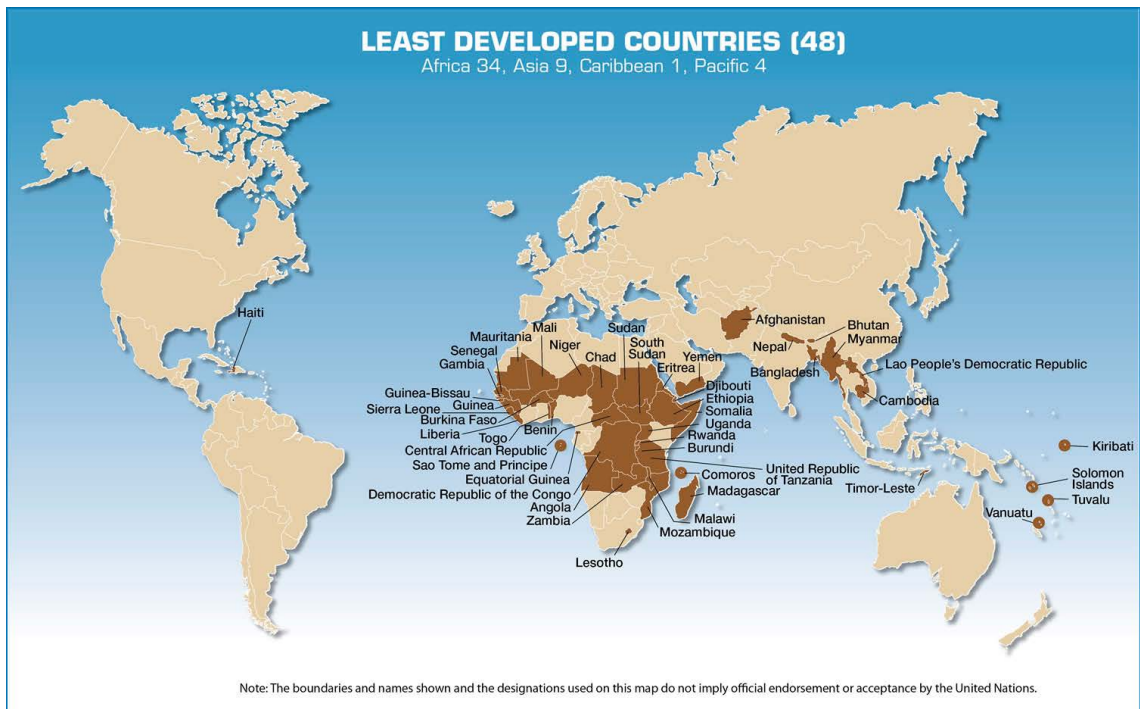 LEAST DEVELOPED COUNTRIES (48)
Africa 34, Asia 9, Caribbean 1, Pacific 4
Haiti
Mauritania
Mali
Niger
Chad
Sudan
South
Sudan
Eritrea
Yemen
Senegal
Gambia
Guinea-Bissau
Guinea
Sierra Leone
Burkina Faso
Liberia
Togo
Benin
Central African Republic
Sao Tome and Principe
Equatorial Guinea
Democratic Republic of the Congo
Angola
Zambia
Lesotho
Djibouti
Ethiopia
Somalia
Uganda
Rwanda
Burundi
United Republic
of Tanzania
Comoros
Madagascar
Malawi
Mozambique
Afghanistan
Nepal
Bhutan
Myanmar
Bangladesh
Lao People's Democratic Republic
Cambodia
Timor-Leste
Kiribati
Solomon
Islands
Tuvalu
Vanuatu
Note: The boundaries and names shown and the designations used on this map do not imply official endorsement or acceptance by the United Nations.